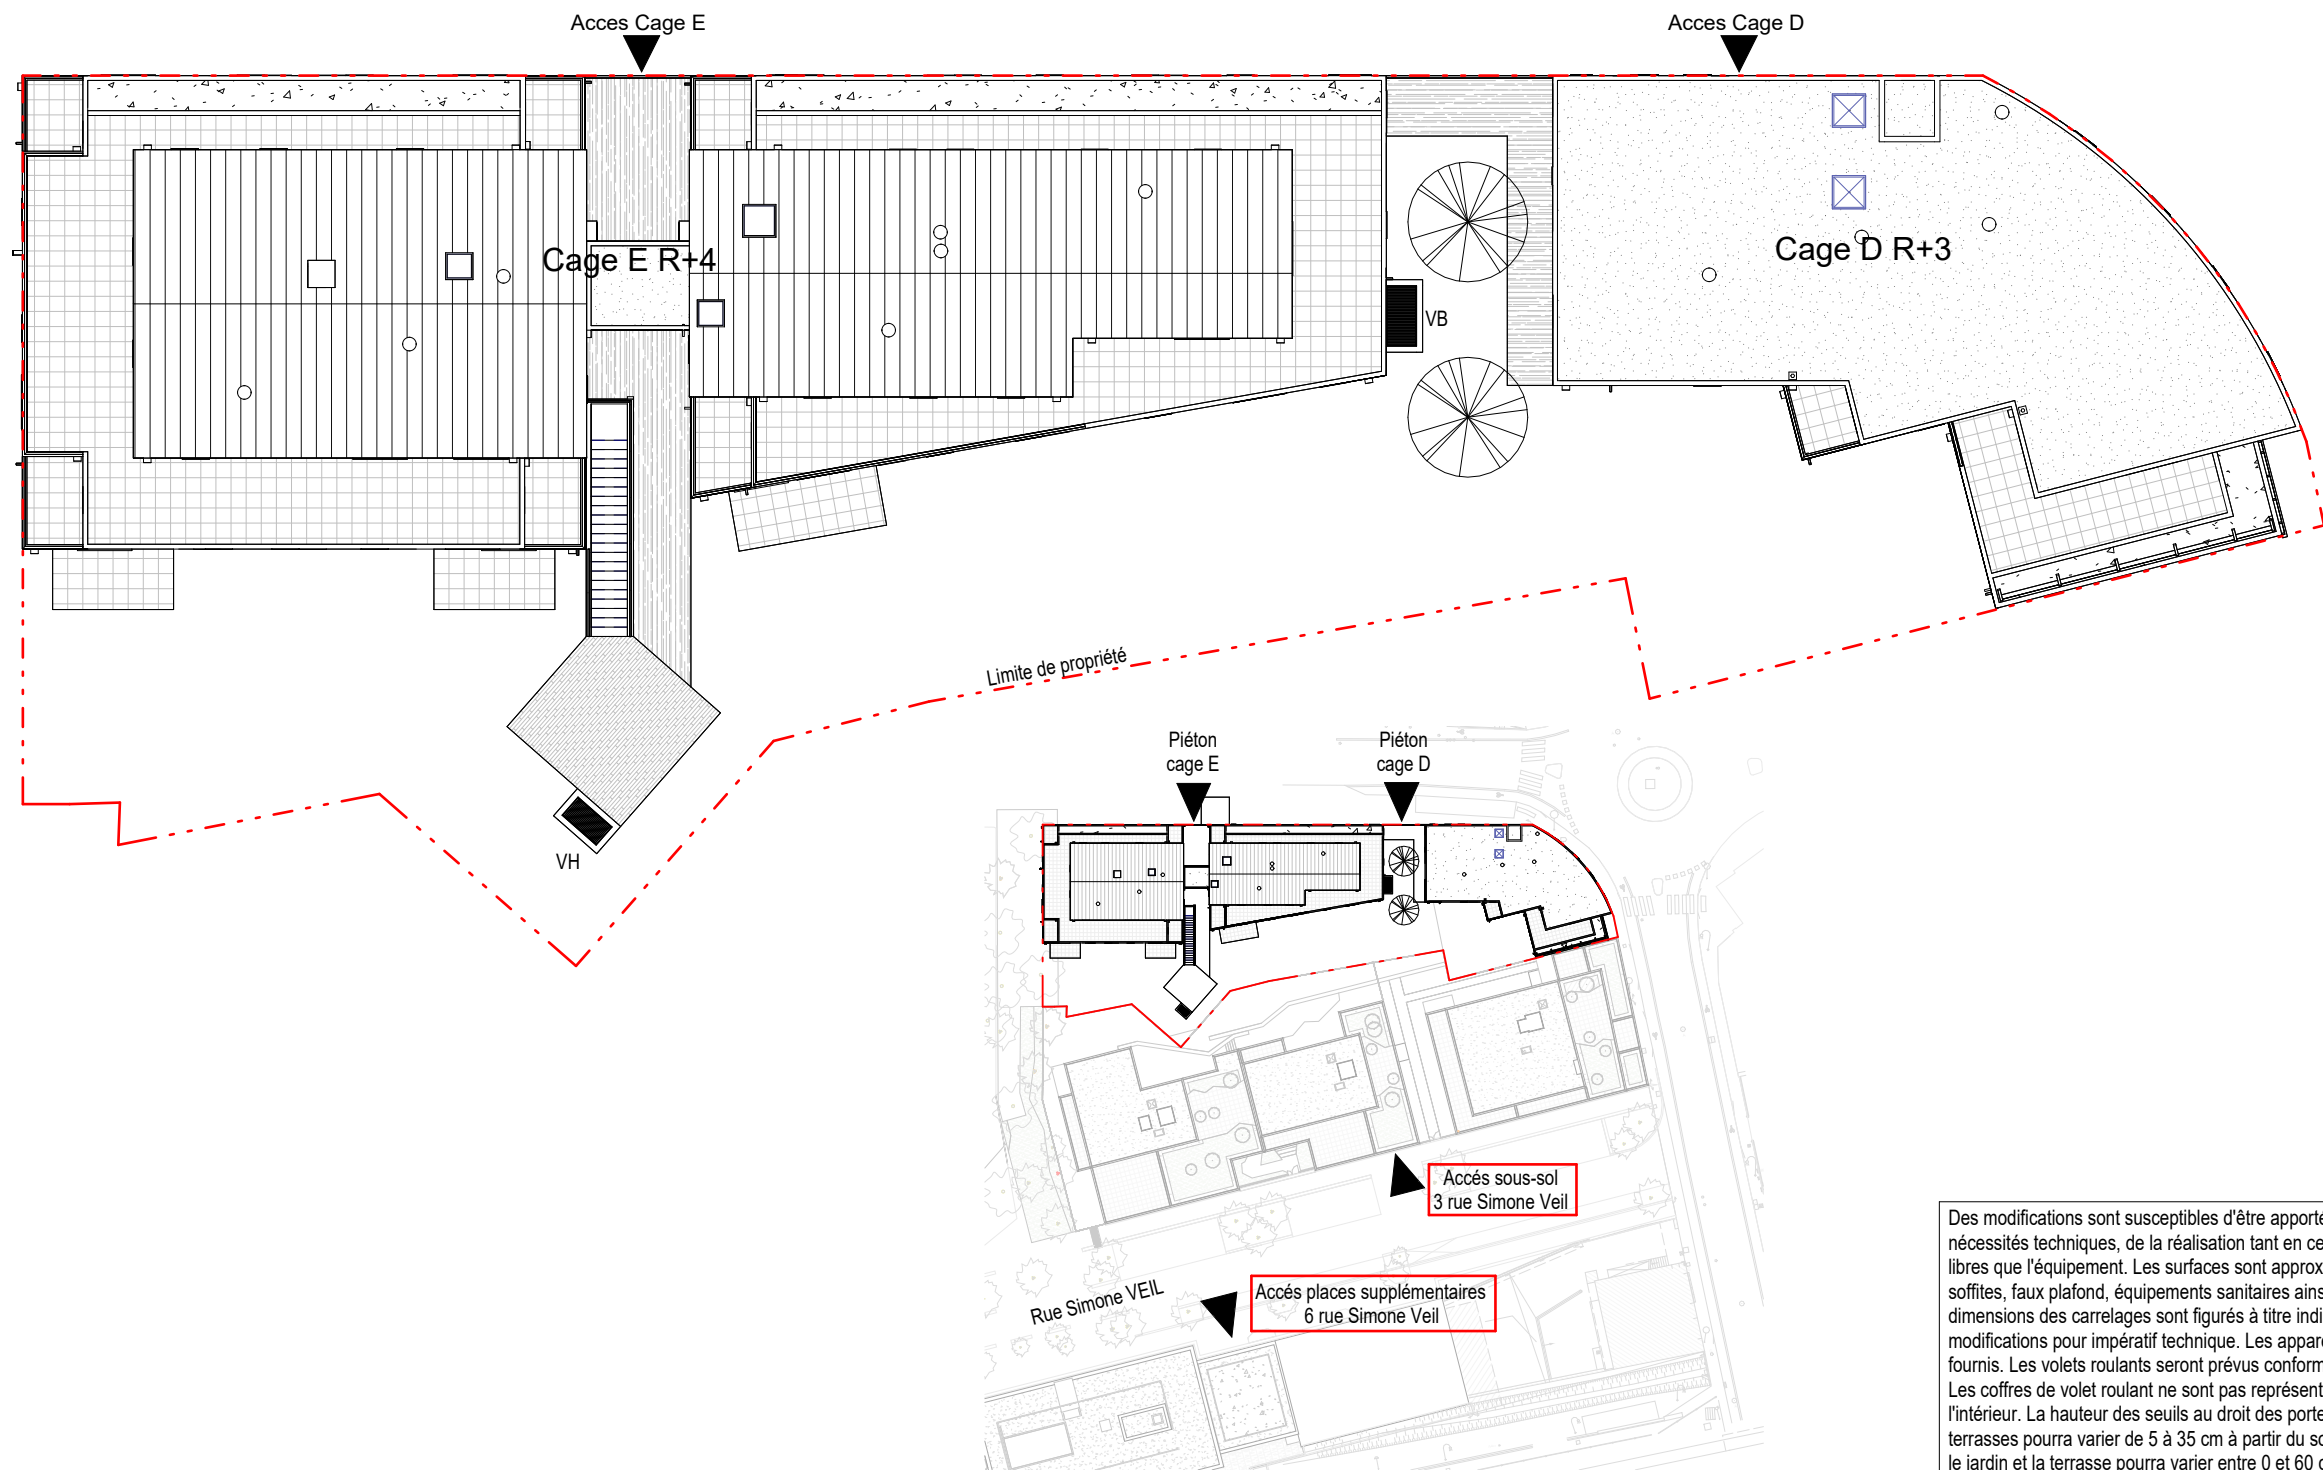 Acces Cage E
Acces Cage D
Cage E R+4
Cage D R+3
VB
Limite de propriété
VH
Piéton
cage E
Piéton
cage D
Accés sous-sol
3 rue Simone Veil
Rue Simone VEIL
Accés places supplémentaires
6 rue Simone Veil
Des modifications sont susceptibles d'être apporté
nécessités techniques, de la réalisation tant en ce
libres que l'équipement. Les surfaces sont approx
soffites, faux plafond, équipements sanitaires ains
dimensions des carrelages sont figurés à titre indi
modifications pour impératif technique. Les appare
fournis. Les volets roulants seront prévus conform
Les coffres de volet roulant ne sont pas représent
l'intérieur. La hauteur des seuils au droit des porte
terrasses pourra varier de 5 à 35 cm à partir du so
le jardin et la terrasse pourra varier entre 0 et 60 c